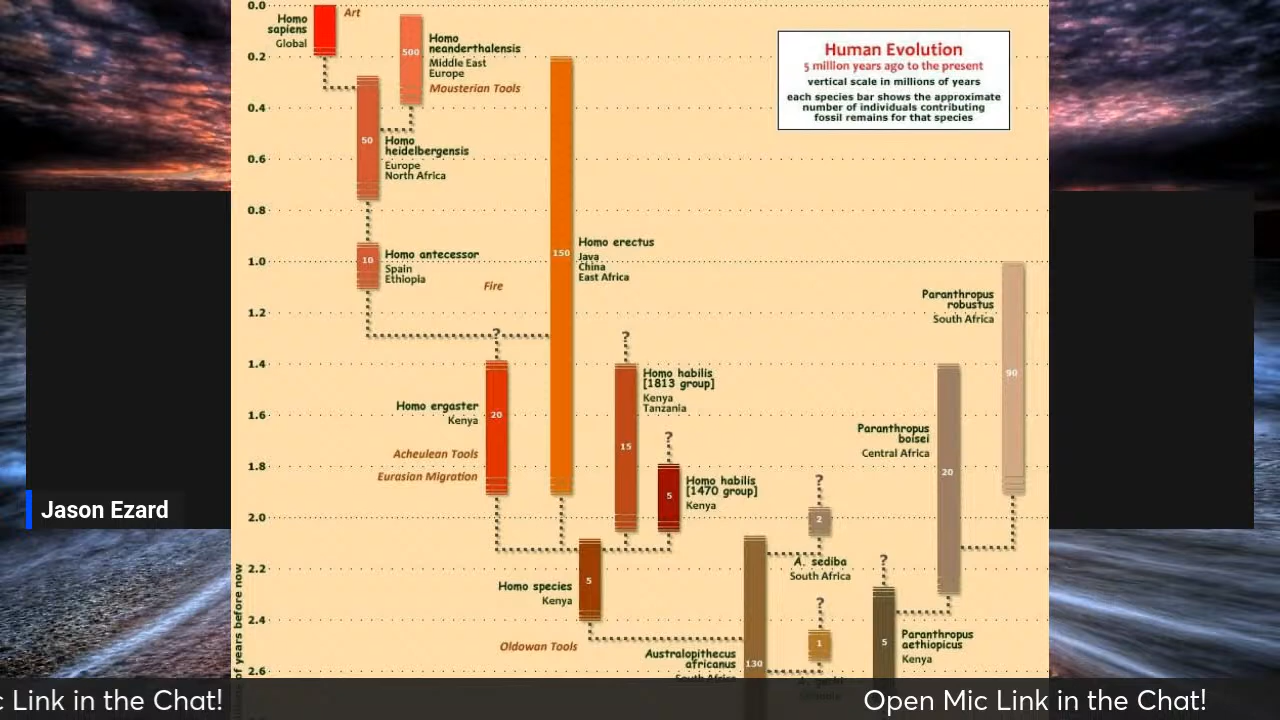 0.0
Art
Homo
sapiens
Global
500
Homo
neanderthalensis
Middle East
Europe
Mousterian Tools
Human Evolution
5 million years ago to the present
vertical scale in millions of years
each species bar shows the approximate
number of individuals contributing
fossil remains for that species
0.2
0.4
50
Homo
heidelbergensis
Europe
North Africa
0.6
0.8
10
Homo antecessor
Spain
Ethiopia
Fire
150
Homo erectus
Java
China
East Africa
1.0
1.2
Paranthropus
robustus
South Africa
90
?
?
1.4
Homo ergaster
Kenya
20
Homo habilis
[1813 group]
Kenya
Tanzania
15
1.6
Paranthropus
boisei
Central Africa
20
Acheulean Tools
Eurasian Migration
?
1.8
5
Homo habilis
[1470 group]
Kenya
?
2
A. sediba
South Africa
2.0
Jason Ezard
2.2
Homo species
Kenya
5
?
5
Paranthropus
aethiopicus
Kenya
2.4
Oldowan Tools
Australopithecus
africanus
South Africa
130
?
1
2.6
of years before now
c Link in the Chat!
Open Mic Link in the Chat!